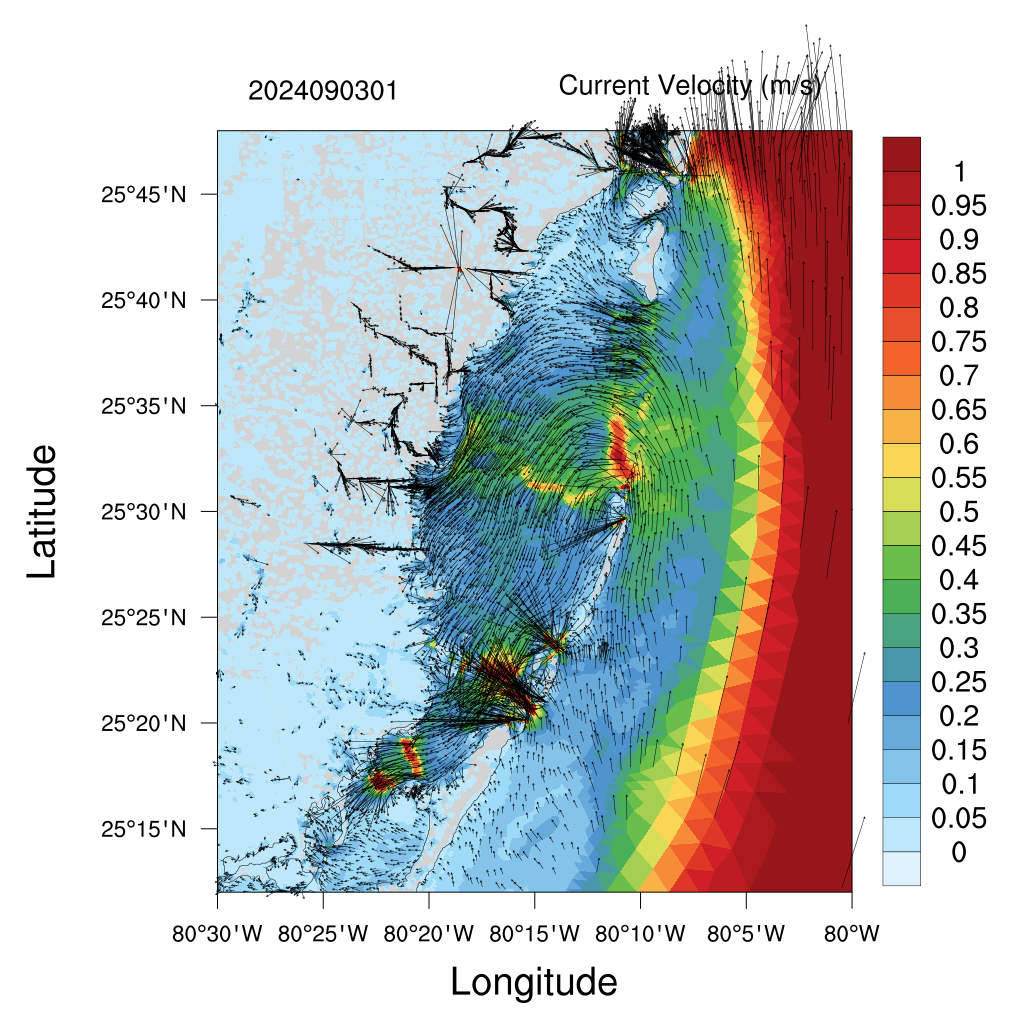 2024090301
Current Velocity (m/s)
25°45'N
25°40'N
25°35'N
25°30'N
25°25'N
25°20'N
25°15'N
Latitude
80°30'W 80°25'W 80°20'W 80°15'W 80°10'W 80°5'W 80°W
Longitude
1
0.95
0.9
0.85
0.8
0.75
0.7
0.65
0.6
0.55
0.5
0.45
0.4
0.35
0.3
0.25
0.2
0.15
0.1
0.05
0